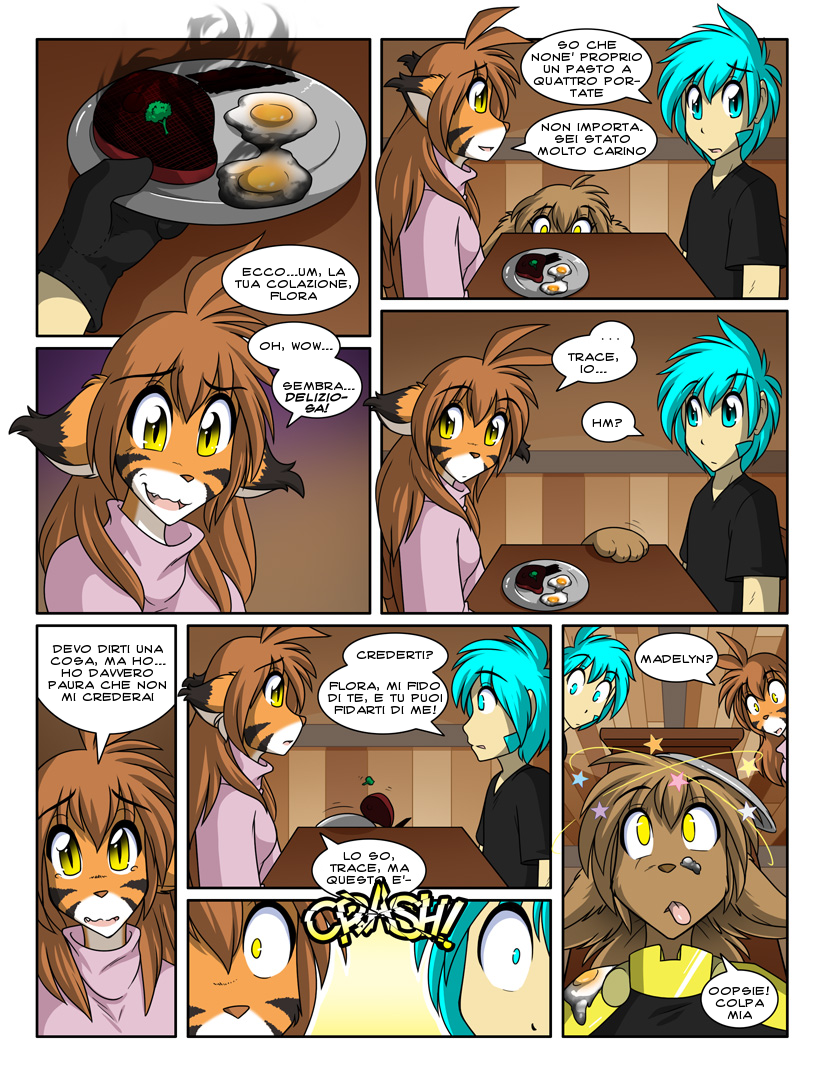 ECCO...UM, LA
TUA COLAZIONE,
FLORA
SO CHE
NONE' PROPRIO
UN PASTO A
QUATTRO POR-
TATE
NON IMPORTA.
SEI STATO
MOLTO CARINO
OH, WOW...
SEMBRA...
DELIZIO-
SA!
...
TRACE,
IO...
HM?
DEVO DIRTI UNA
COSA, MA HO...
HO DAVVERO
PAURA CHE NON
MI CREDERAI
CREDERTI?
FLORA, MI FIDO
DI TE, E TU PUOI
FIDARTI DI ME!
LO SO,
TRACE, MA
QUESTO E'-
CRASH!
MADELYN?
OOPSIE!
COLPA
MIA